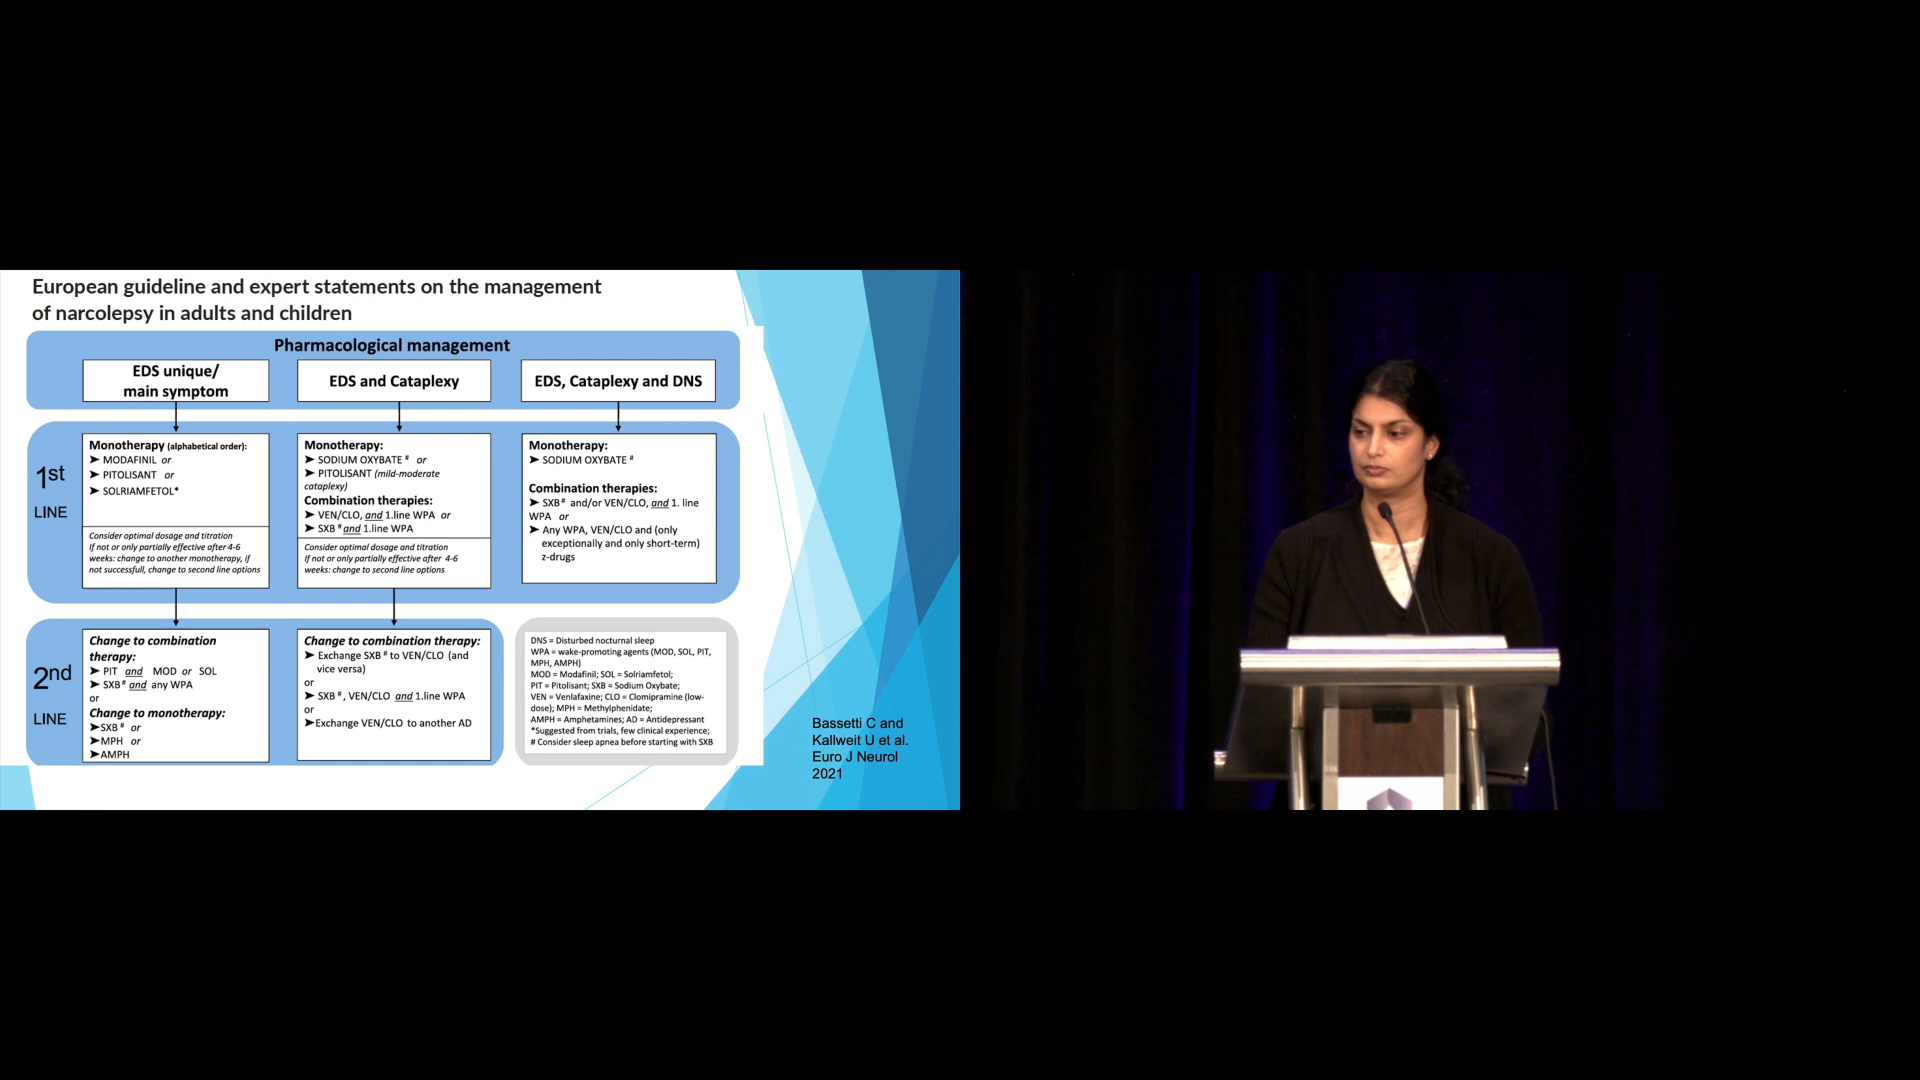 European guideline and expert statements on the management
of narcolepsy in adults and children
Pharmacological management
EDS unique/
main symptom
EDS and Cataplexy
EDS, Cataplexy and DNS
1st
LINE
Monotherapy (alphabetical order):
➤ MODAFINIL or
➤ PITOLISANT or
➤ SOLRIAMFETOL*
Consider optimal dosage and titration
If not or only partially effective after 4-6
weeks: change to another monotherapy, if
not successfull, change to second line options
Monotherapy:
➤ SODIUM OXYBATE # or
➤ PITOLISANT (mild-moderate
cataplexy)
Combination therapies:
➤ VEN/CLO, and 1.line WPA or
➤ SXB # and 1.line WPA
Consider optimal dosage and titration
If not or only partially effective after 4-6
weeks: change to second line options
Monotherapy:
➤ SODIUM OXYBATE #
Combination therapies:
➤ SXB # and/or VEN/CLO, and 1. line
WPA or
➤ Any WPA, VEN/CLO and (only
exceptionally and only short-term)
z-drugs
2nd
LINE
Change to combination
therapy:
➤ PIT and MOD or SOL
➤ SXB # and any WPA
or
Change to monotherapy:
➤SXB # or
➤MPH or
➤AMPH
Change to combination therapy:
➤ Exchange SXB # to VEN/CLO (and
vice versa)
or
➤ SXB #, VEN/CLO and 1.line WPA
or
➤Exchange VEN/CLO to another AD
DNS = Disturbed nocturnal sleep
WPA = wake-promoting agents (MOD, SOL, PIT,
MPH, AMPH)
MOD = Modafinil; SOL = Solriamfetol;
PIT = Pitolisant; SXB = Sodium Oxybate;
VEN = Venlafaxine; CLO = Clomipramine (low-
dose); MPH = Methylphenidate;
AMPH = Amphetamines; AD = Antidepressant
*Suggested from trials, few clinical experience;
# Consider sleep apnea before starting with SXB
Bassetti C and
Kallweit U et al.
Euro J Neurol
2021